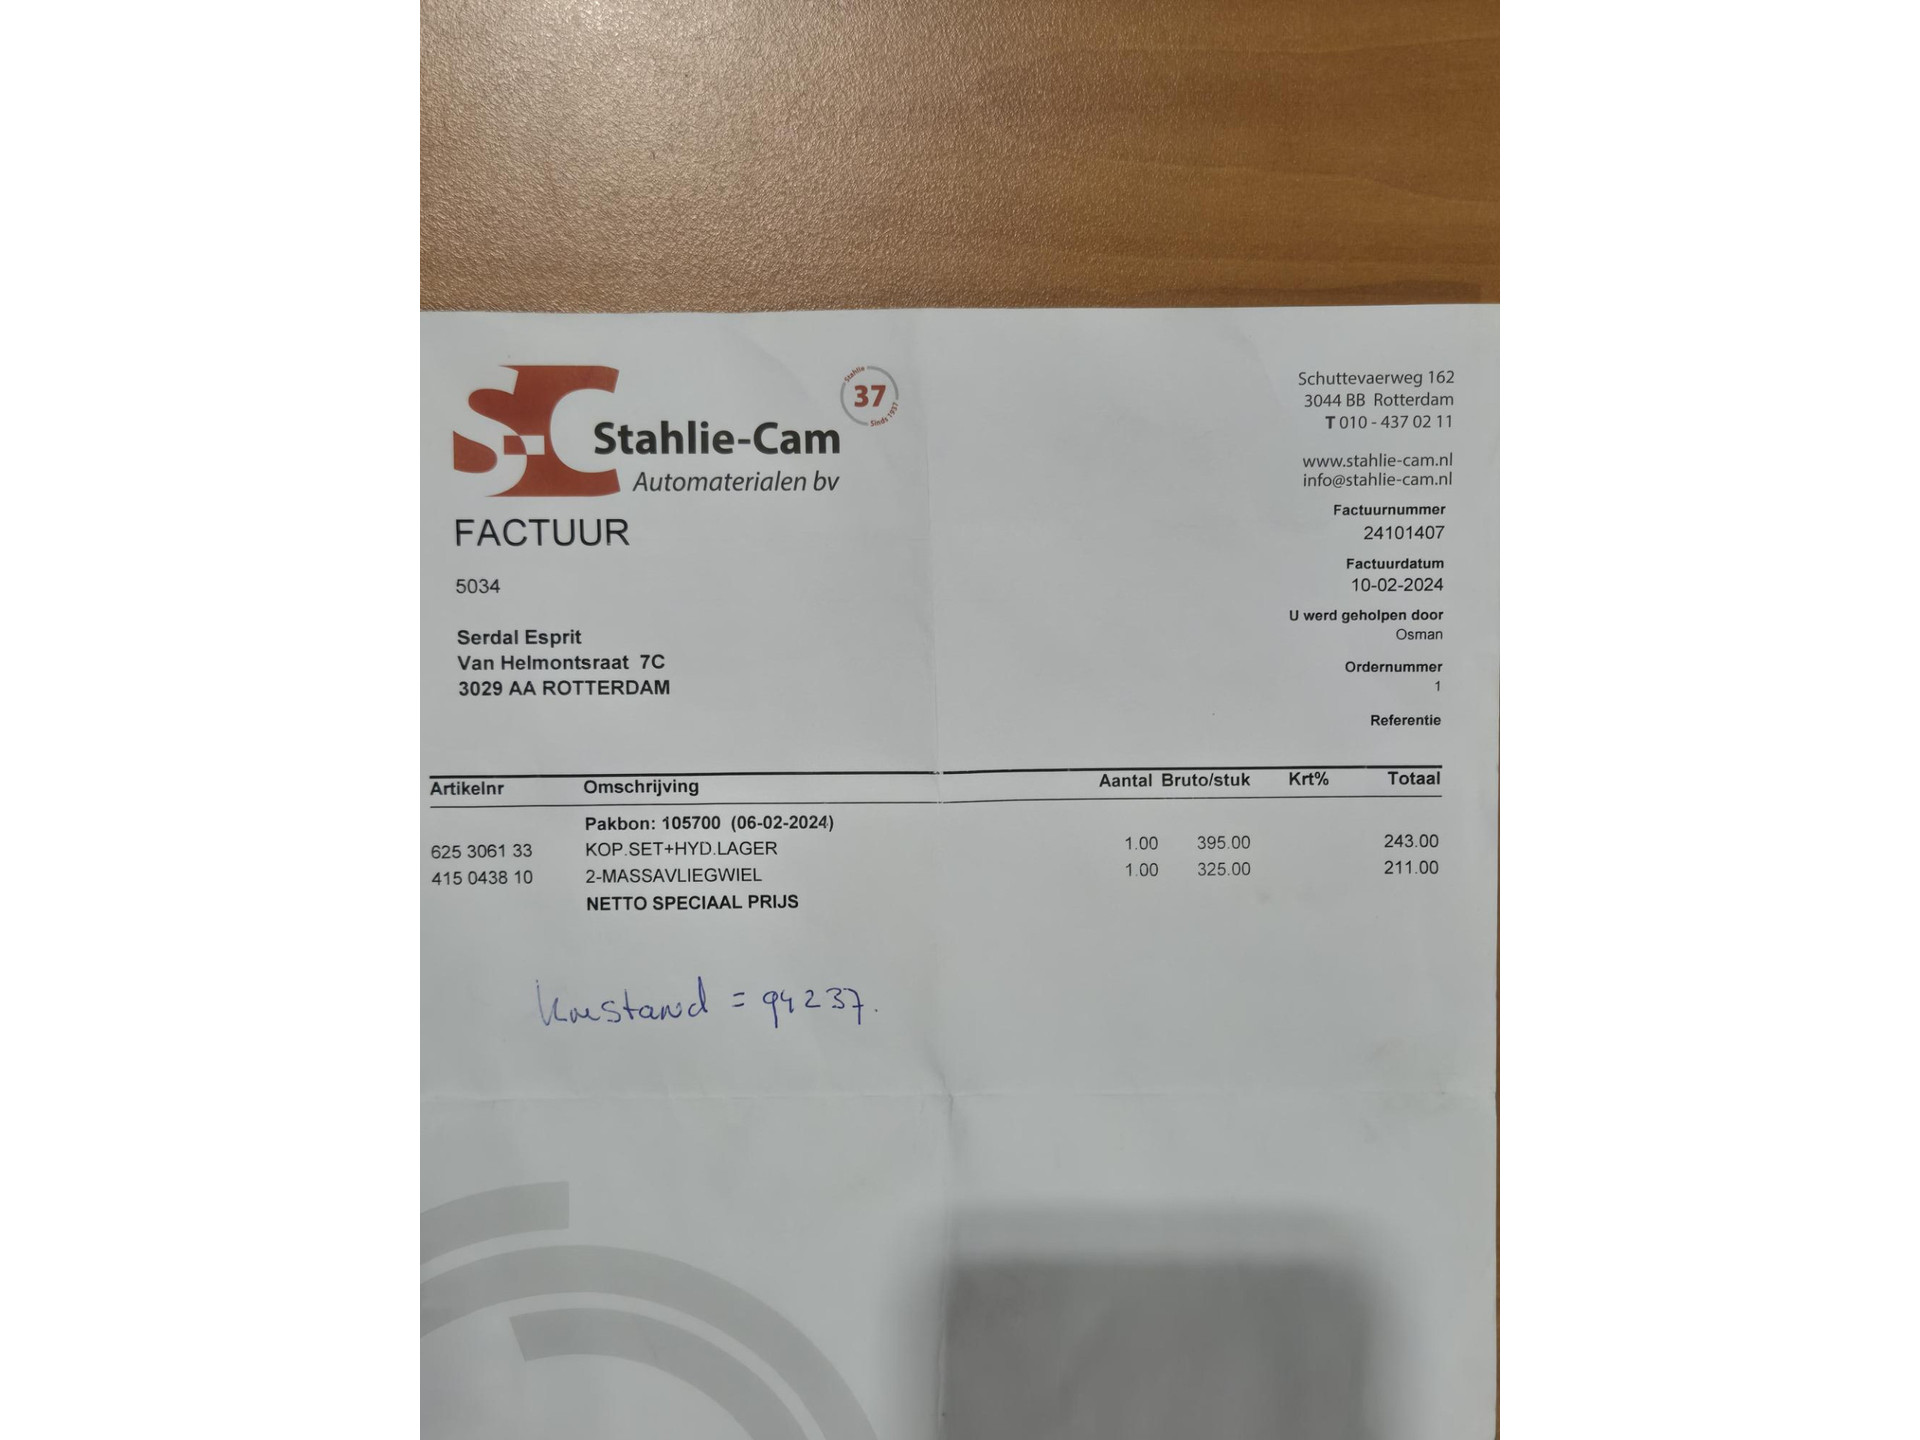 S-C
Stahlie-Cam
Automaterialen bv
Stahlie
37
Sinds 1937
Schuttevaerweg 162
3044 BB Rotterdam
T 010 - 437 02 11
www.stahlie-cam.nl
info@stahlie-cam.nl
FACTUUR
Factuurnummer
24101407
Factuurdatum
10-02-2024
5034
U werd geholpen door
Osman
Serdal Esprit
Van Helmontsraat 7C
3029 AA ROTTERDAM
Ordernummer
1
Referentie
Artikelnr Omschrijving Aantal Bruto/stuk Krt% Totaal
Pakbon: 105700 (06-02-2024)
625 3061 33 KOP.SET+HYD.LAGER 1.00 395.00 243.00
415 0438 10 2-MASSAVLIEGWIEL 1.00 325.00 211.00
NETTO SPECIAAL PRIJS
Kmstand = 94237.